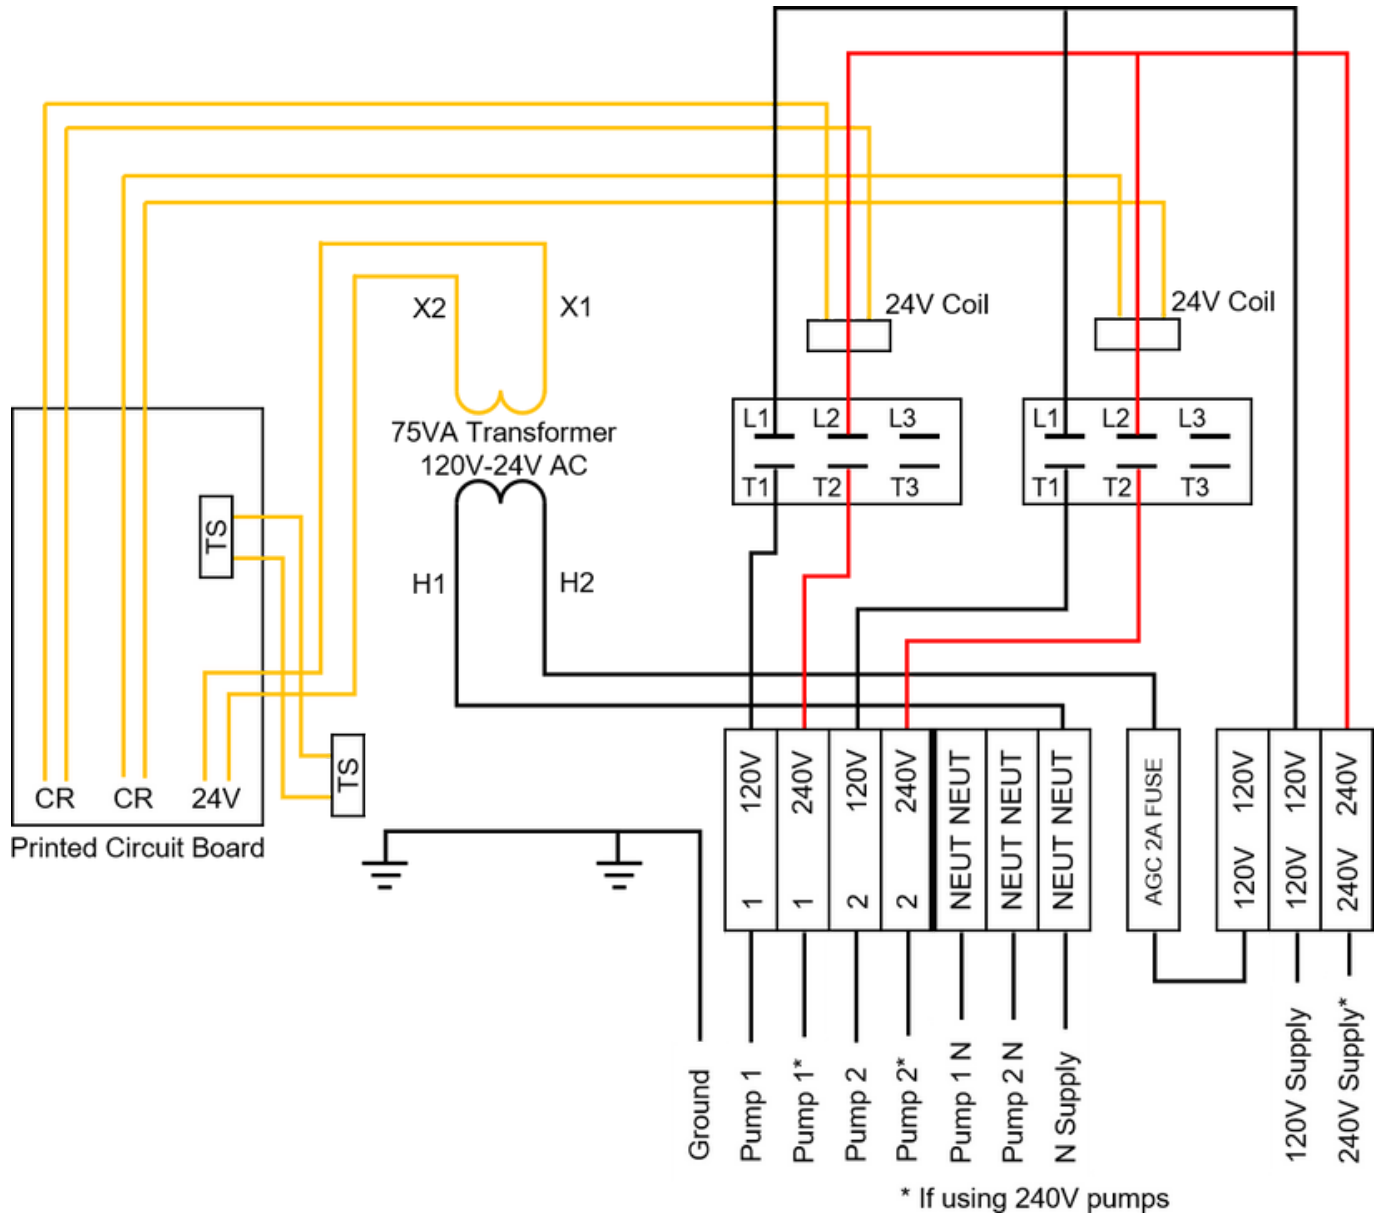 24V Coil
24V Coil
X2
X1
75VA Transformer
120V-24V AC
L1
L2
L3
T1
T2
T3
L1
L2
L3
T1
T2
T3
TS
H1
H2
TS
CR
CR
24V
Printed Circuit Board
120V 1
240V 1
120V 2
240V 2
NEUT NEUT
NEUT NEUT
NEUT NEUT
AGC 2A FUSE
120V 120V
120V 120V
240V 240V
Ground
Pump 1
Pump 1*
Pump 2
Pump 2*
Pump 1 N
Pump 2 N
N Supply
120V Supply
240V Supply*
* If using 240V pumps